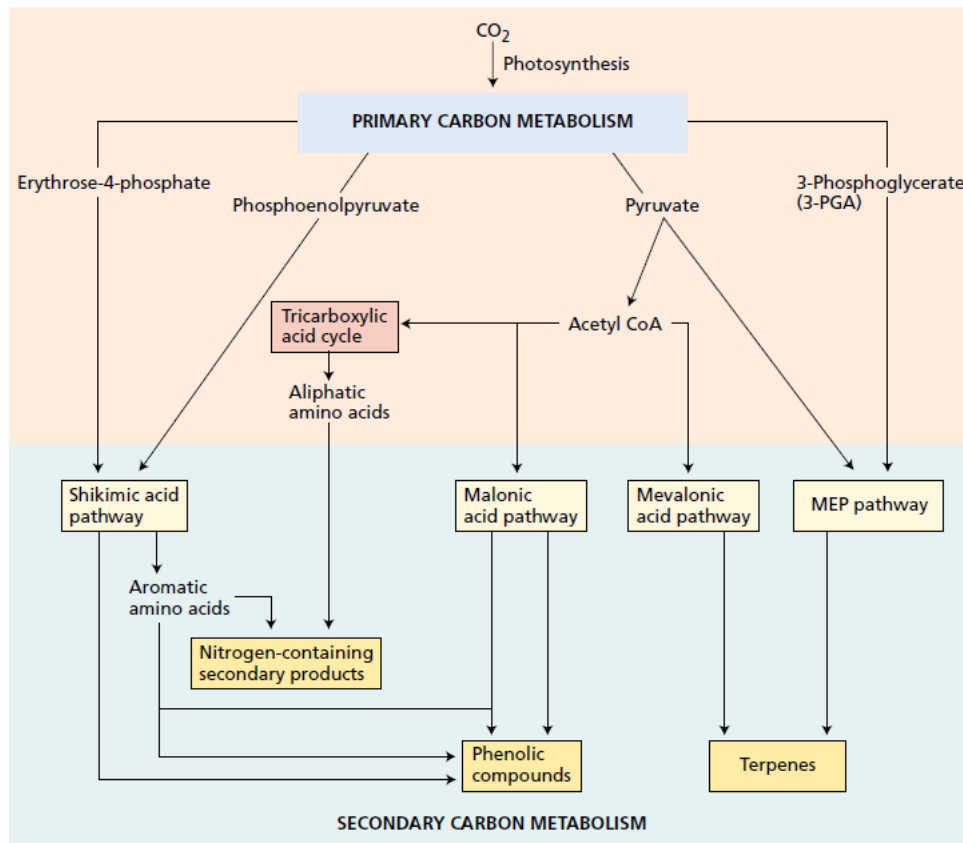 CO2
Photosynthesis
PRIMARY CARBON METABOLISM
Erythrose-4-phosphate
Phosphoenolpyruvate
Pyruvate
3-Phosphoglycerate
(3-PGA)
Tricarboxylic
acid cycle
Acetyl CoA
Aliphatic
amino acids
Shikimic acid
pathway
Malonic
acid pathway
Mevalonic
acid pathway
MEP pathway
Aromatic
amino acids
Nitrogen-containing
secondary products
Phenolic
compounds
Terpenes
SECONDARY CARBON METABOLISM